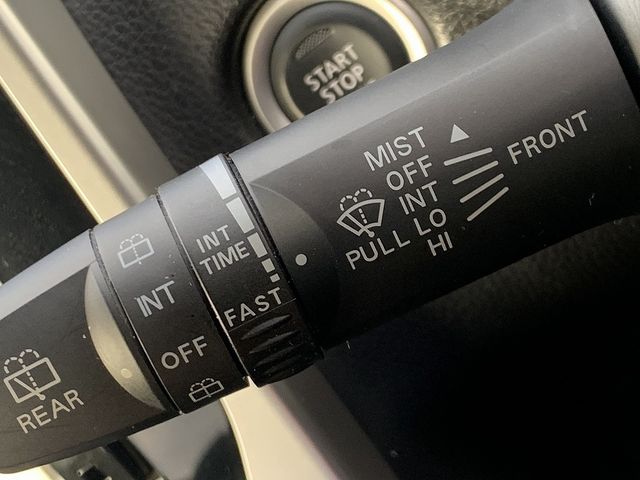 START
STOP
MIST
OFF
INT
LO
HI
FRONT
PULL
INT
TIME
FAST
INT
OFF
REAR